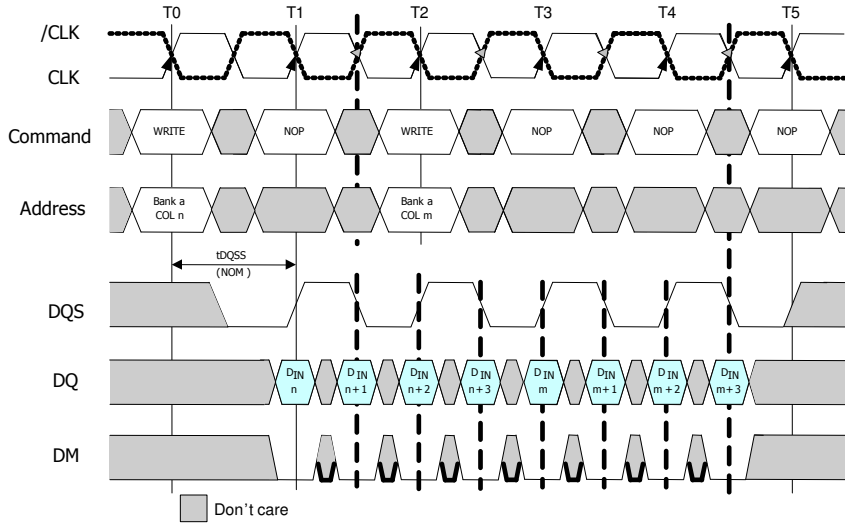 T0 T1 T2 T3 T4 T5
/CLK
CLK
Command WRITE NOP WRITE NOP NOP NOP
Address Bank a COL n Bank a COL m
tDQSS
(NOM )
DQS
DQ DIN n DIN n+1 DIN n+2 DIN n+3 DIN m DIN m+1 DIN m+2 DIN m+3
DM
Don't care